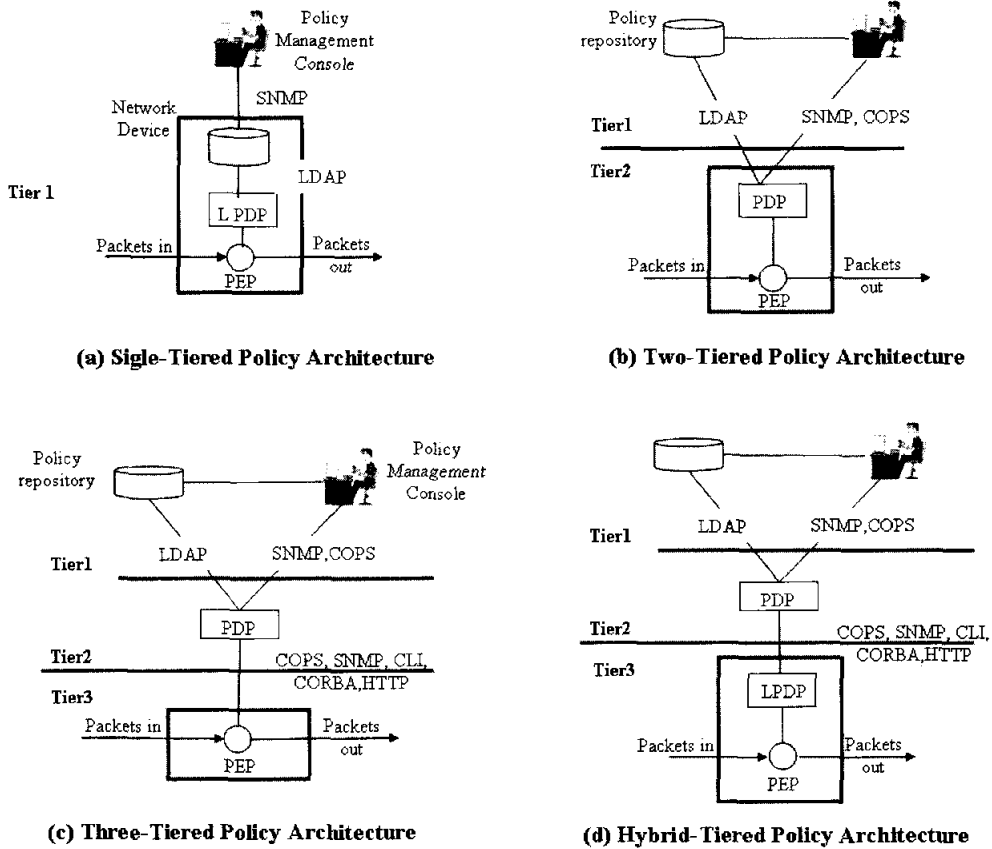 Policy
Management
Console
SNMP
Network
Device
LDAP
Tier 1
L PDP
Packets in
Packets
out
PEP
(a) Sigle-Tiered Policy Architecture
Policy
repository
LDAP
SNMP, COPS
Tier1
Tier2
PDP
Packets in
Packets
out
PEP
(b) Two-Tiered Policy Architecture
Policy
repository
Policy
Management
Console
LDAP
SNMP,COPS
Tier1
PDP
Tier2
COPS, SNMP, CLI,
CORBA,HTTP
Tier3
Packets in
Packets
out
PEP
(c) Three-Tiered Policy Architecture
LDAP
SNMP,COPS
Tier1
PDP
Tier2
COPS, SNMP, CLI,
CORBA,HTTP
Tier3
LPDP
Packets in
Packets
out
PEP
(d) Hybrid-Tiered Policy Architecture